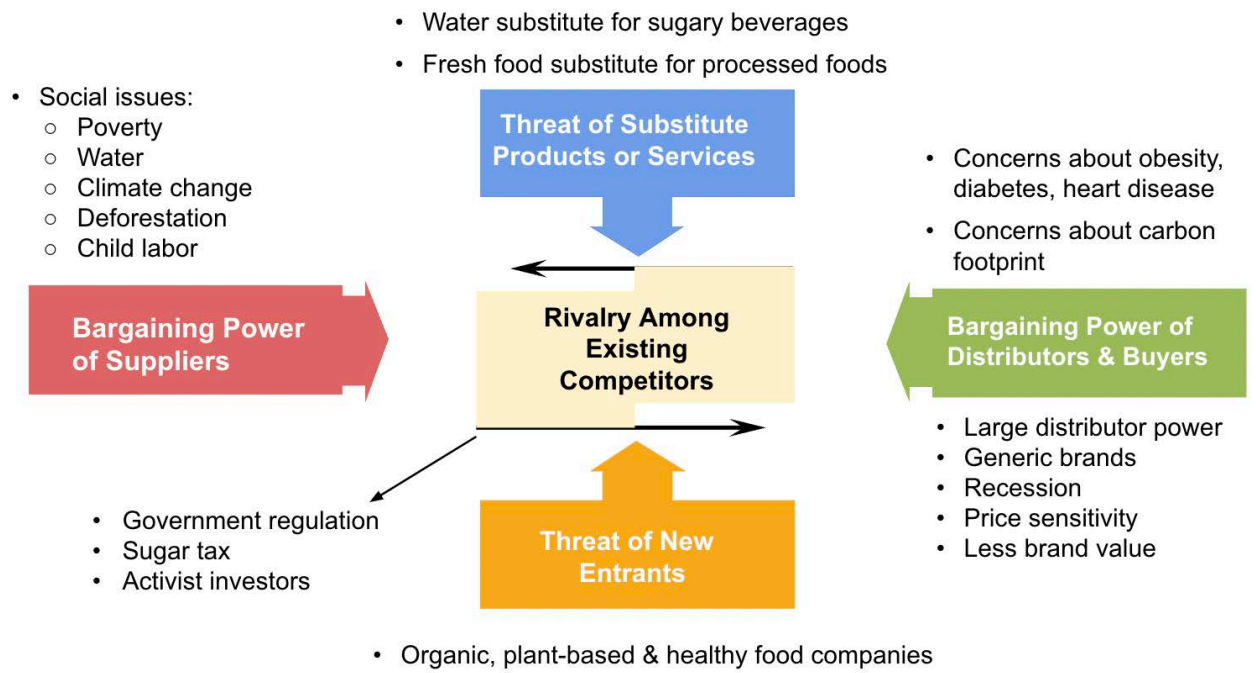 • Water substitute for sugary beverages
• Fresh food substitute for processed foods
• Social issues:
○ Poverty
○ Water
○ Climate change
○ Deforestation
○ Child labor
Threat of Substitute
Products or Services
• Concerns about obesity,
diabetes, heart disease
• Concerns about carbon
footprint
Bargaining Power
of Suppliers
Rivalry Among
Existing
Competitors
Bargaining Power of
Distributors & Buyers
• Large distributor power
• Generic brands
• Recession
• Price sensitivity
• Less brand value
• Government regulation
• Sugar tax
• Activist investors
Threat of New
Entrants
• Organic, plant-based & healthy food companies